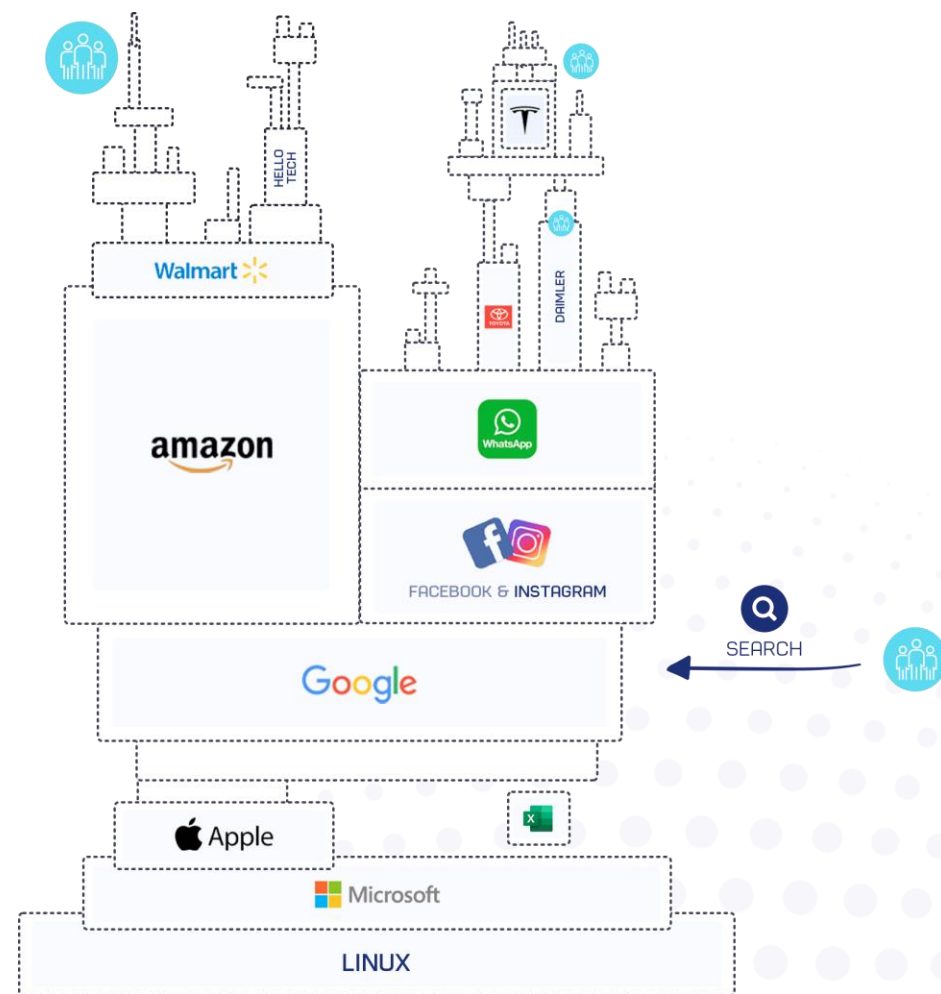 HELLO
TECH
Walmart
TOYOTA
DAIMLER
amazon
WhatsApp
FACEBOOK & INSTAGRAM
SEARCH
Google
Apple
X
Microsoft
LINUX